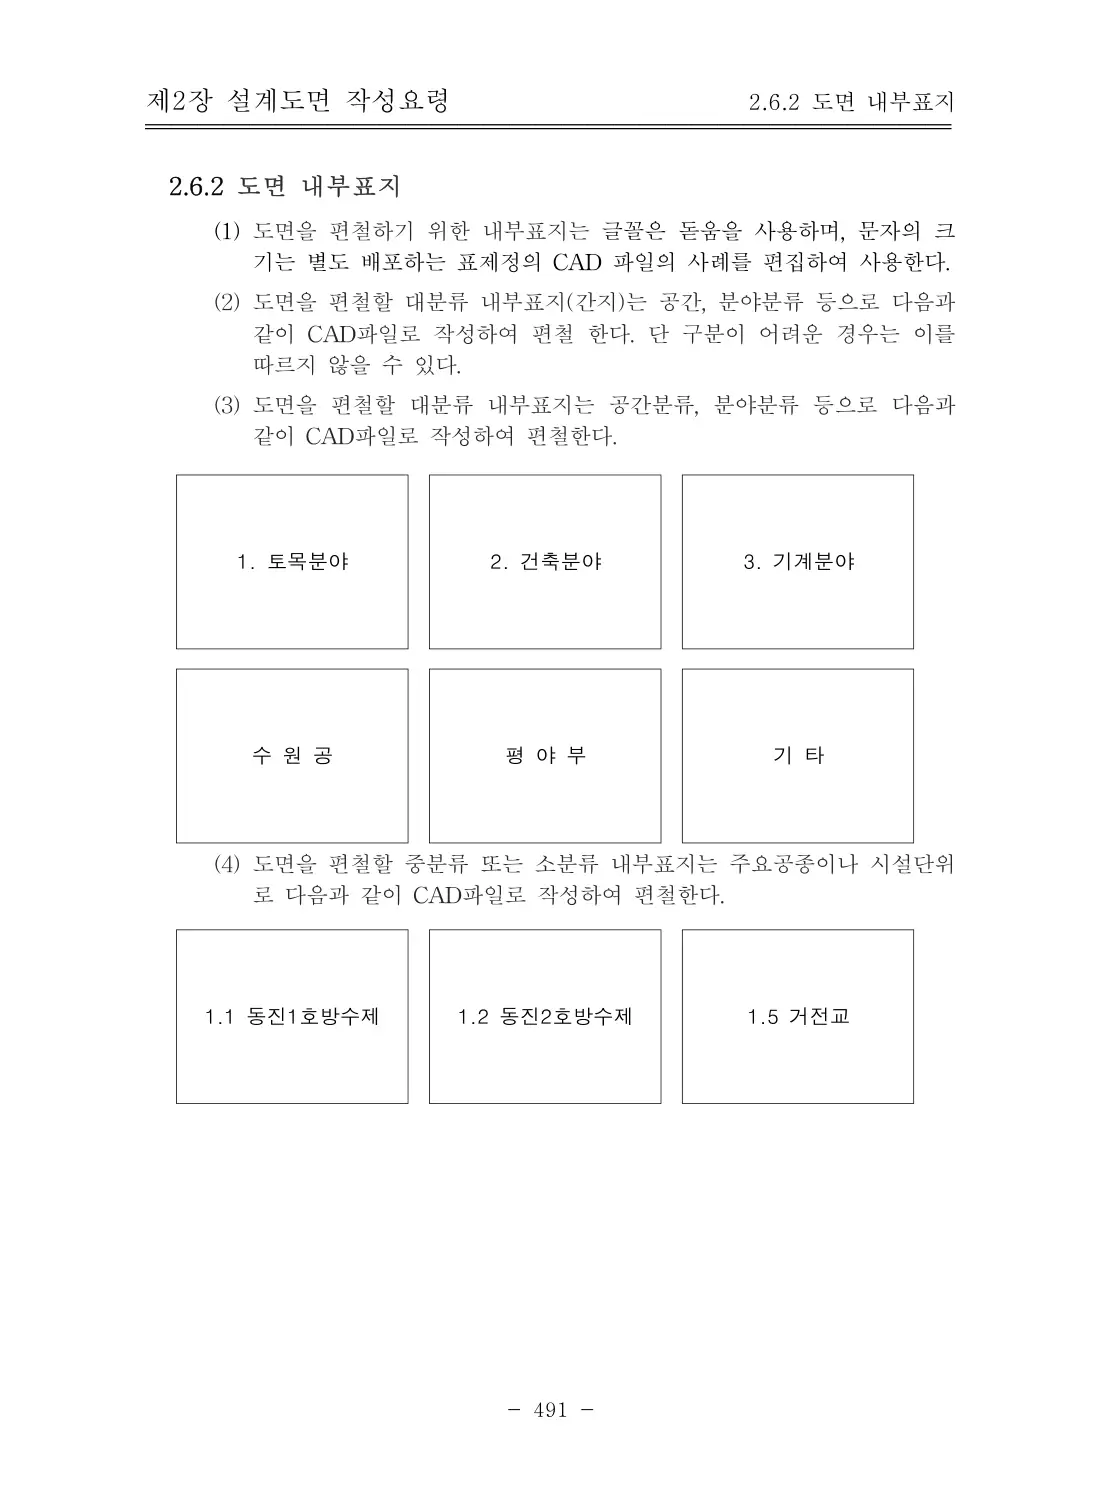 제2장 설계도면 작성요령 2.6.2 도면 내부표지
2.6.2 도면 내부표지
(1) 도면을 편철하기 위한 내부표지는 글꼴은 돋움을 사용하며, 문자의 크
기는 별도 배포하는 표제정의 CAD 파일의 사례를 편집하여 사용한다.
(2) 도면을 편철할 대분류 내부표지(간지)는 공간, 분야분류 등으로 다음과
같이 CAD파일로 작성하여 편철 한다. 단 구분이 어려운 경우는 이를
따르지 않을 수 있다.
(3) 도면을 편철할 대분류 내부표지는 공간분류, 분야분류 등으로 다음과
같이 CAD파일로 작성하여 편철한다.
1. 토목분야 2. 건축분야 3. 기계분야
수 원 공 평 야 부 기 타
(4) 도면을 편철할 중분류 또는 소분류 내부표지는 주요공종이나 시설단위
로 다음과 같이 CAD파일로 작성하여 편철한다.
1.1 동진1호방수제 1.2 동진2호방수제 1.5 거전교
- 491 -